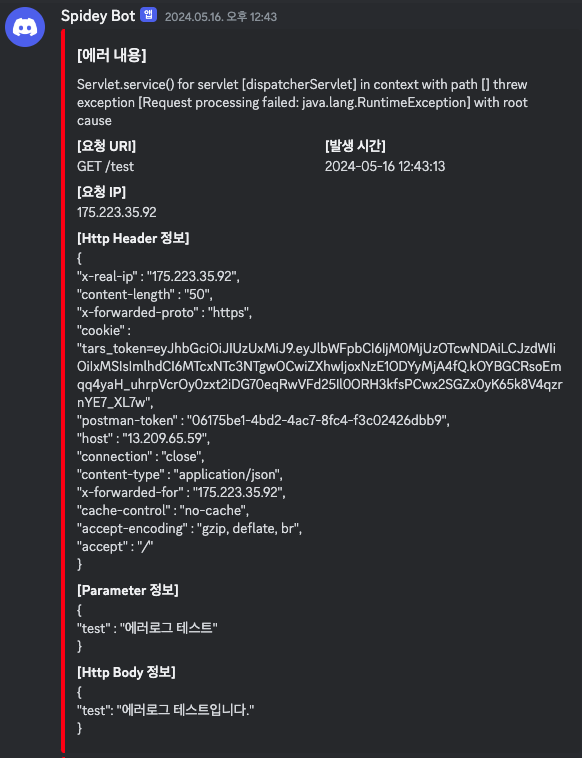 Spidey Bot 앱 2024.05.16. 오후 12:43
[에러 내용]
Servlet.service() for servlet [dispatcherServlet] in context with path [] threw
exception [Request processing failed: java.lang.RuntimeException] with root
cause
[요청 URI] [발생 시간]
GET /test 2024-05-16 12:43:13
[요청 IP]
175.223.35.92
[Http Header 정보]
{
"x-real-ip" : "175.223.35.92",
"content-length" : "50",
"x-forwarded-proto" : "https",
"cookie" :
"tars_token=eyJhbGciOiJIUzUxMiJ9.eyJlbWFpbCI6IjM0MjUzOTcwNDAiLCJzdWIi
OiIxMSIsImlhdCI6MTcxNTc3NTgwOCwiZXhwIjoxNzE1ODYyMjA4fQ.kOYBGCRsoEm
qq4yaH_uhrpVcrOy0zxt2iDG70eqRwVFd25Il0ORH3kfsPCwx2SGZx0yK65k8V4qzr
nYE7_XL7w",
"postman-token" : "06175be1-4bd2-4ac7-8fc4-f3c02426dbb9",
"host" : "13.209.65.59",
"connection" : "close",
"content-type" : "application/json",
"x-forwarded-for" : "175.223.35.92",
"cache-control" : "no-cache",
"accept-encoding" : "gzip, deflate, br",
"accept" : "/"
}
[Parameter 정보]
{
"test" : "에러로그 테스트"
}
[Http Body 정보]
{
"test": "에러로그 테스트입니다."
}